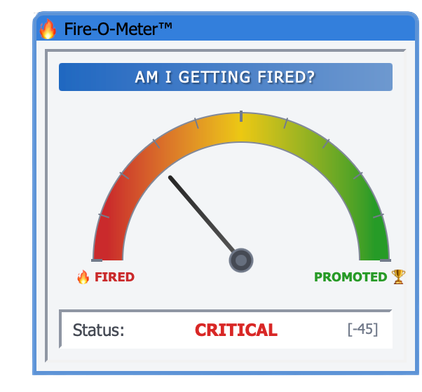 🔥 Fire-O-Meter™
AM I GETTING FIRED?
🔥 FIRED
PROMOTED 🏆
Status: CRITICAL [-45]